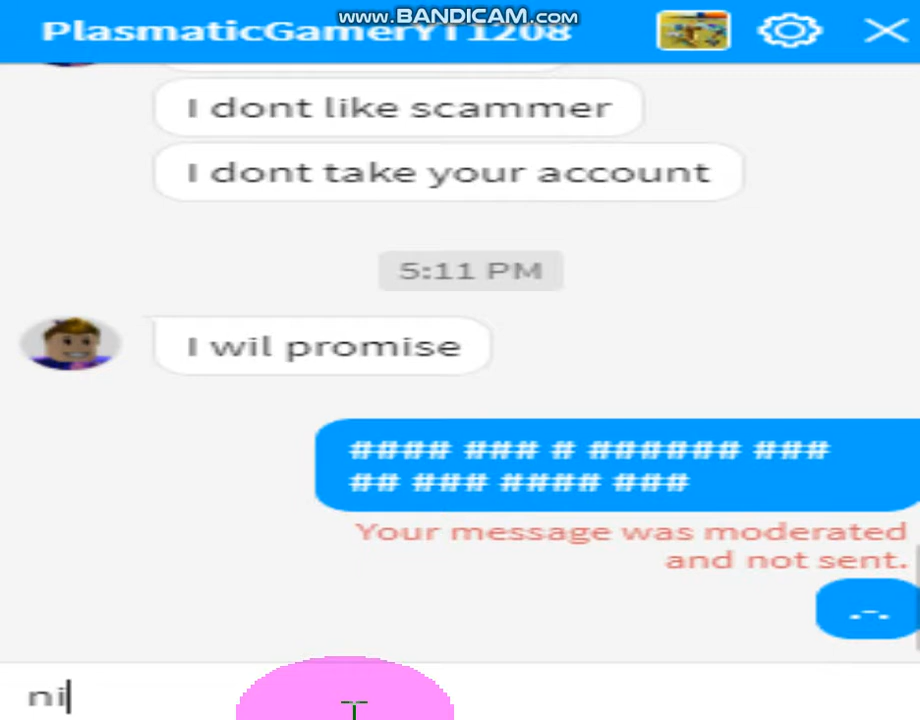 www.BANDICAM.com
PlasmaticGamerYT1208
I dont like scammer
I dont take your account
5:11 PM
I wil promise
#### ### # ###### ###
## ### #### ###
Your message was moderated
and not sent.
.-.
ni